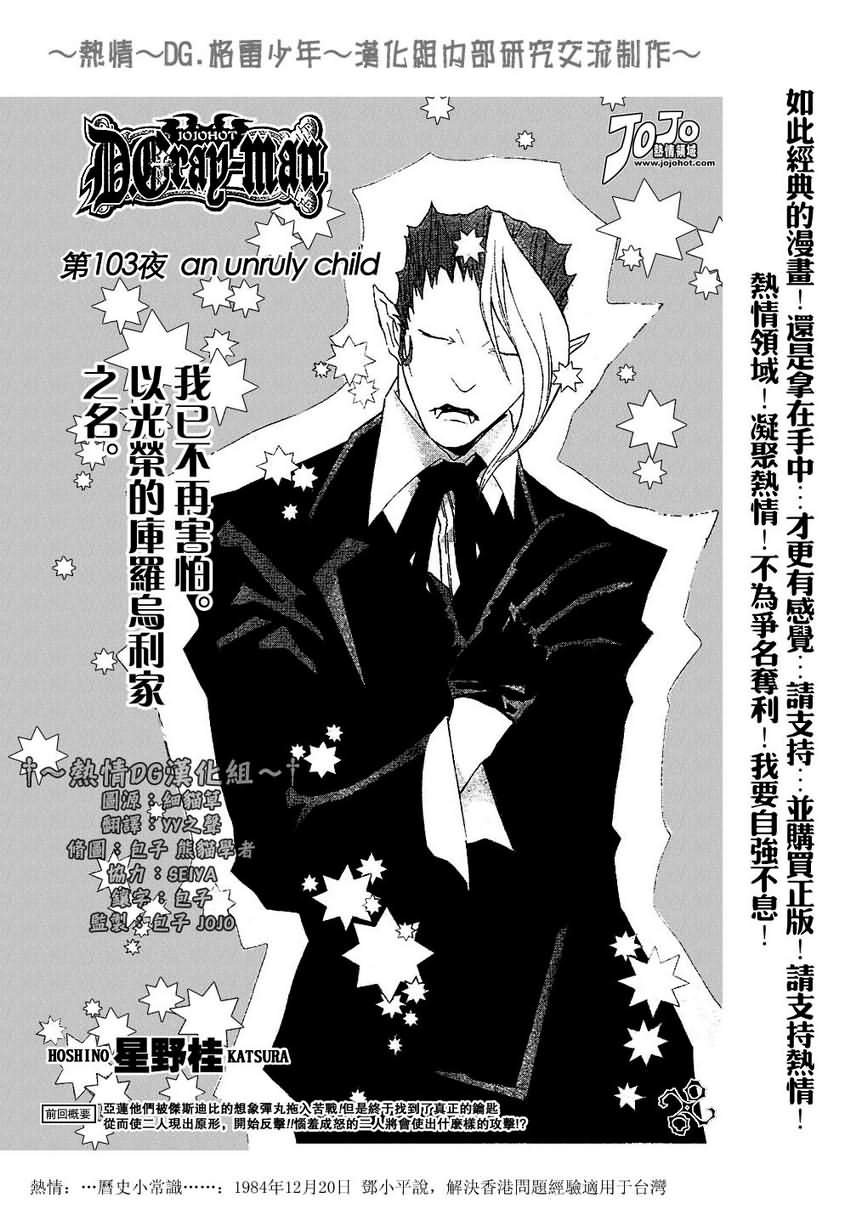 ～熱情～DG.格雷少年～漢化組內部研究交流制作～
如此經典的漫畫！還是拿在手中…才更有感覺…請支持…並購買正版！請支持熱情！
熱情領域！凝聚熱情！不為爭名奪利！我要自強不息！
JOJOHOT
D.Gray-man
JOJO
熱情領域
www.jojohot.com
第103夜 an unruly child
我已不再害怕。
以光榮的庫羅烏利家
之名。
†～熱情DG漢化組～†
圖源：細貓草
翻譯：YY之聲
脩圖：包子 熊貓學者
協力：SEIYA
鑲字：包子
監製：包子 JOJO
HOSHINO 星野桂 KATSURA
前回概要
亞蓮他們被傑斯迪比的想象彈丸拖入苦戰!但是終于找到了真正的鑰匙
從而使二人現出原形，開始反擊!!惱羞成怒的二人將會使出什麼樣的攻擊!?
熱情：…曆史小常識……：1984年12月20日 鄧小平說，解決香港問題經驗適用于台灣